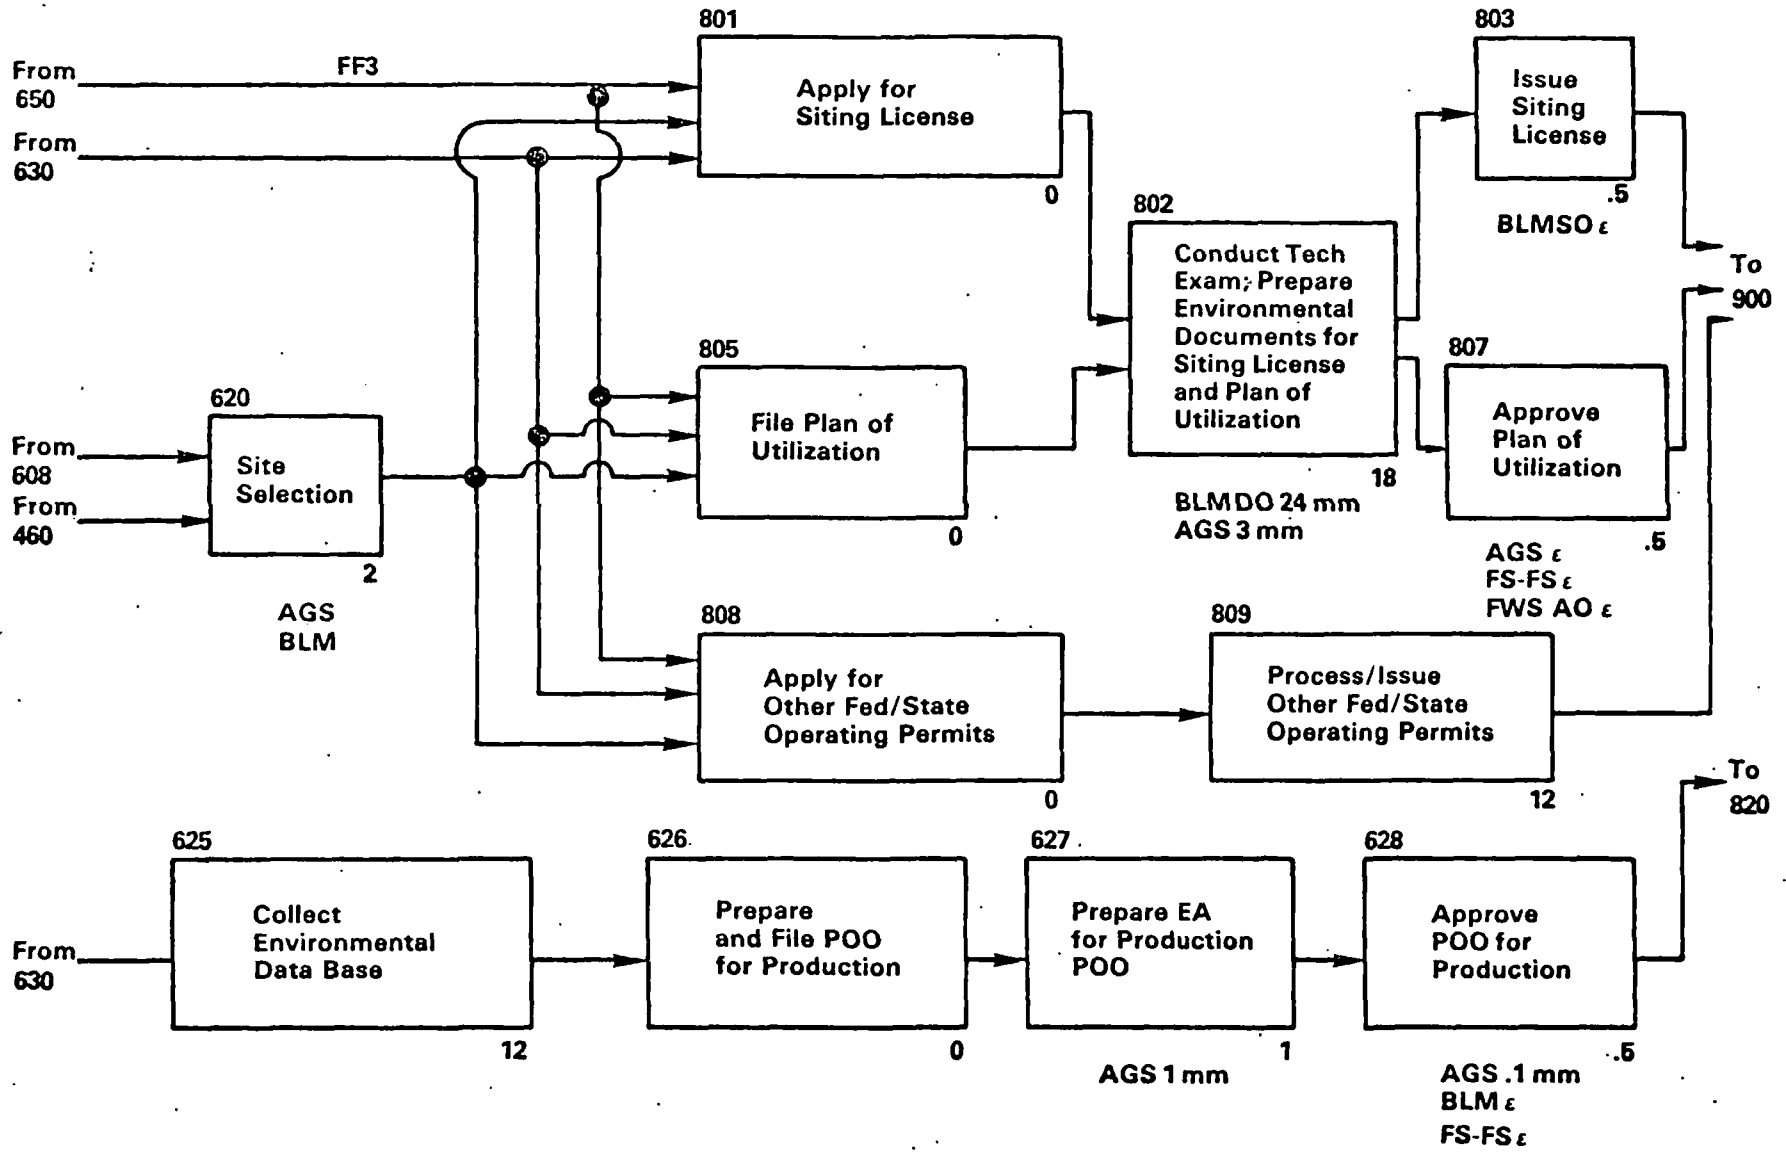 801
803
From
650
FF3
Apply for
Siting License
Issue
Siting
License
From
630
0
.5
802
BLMSO ε
Conduct Tech
Exam; Prepare
Environmental
Documents for
Siting License
and Plan of
Utilization
To
900
805
807
620
File Plan of
Utilization
Approve
Plan of
Utilization
From
608
Site
Selection
From
460
18
0
.5
2
BLM DO 24 mm
AGS 3 mm
AGS ε
FS-FS ε
FWS AO ε
AGS
BLM
808
809
Apply for
Other Fed/State
Operating Permits
Process/Issue
Other Fed/State
Operating Permits
0
12
To
820
625
626
627
628
Collect
Environmental
Data Base
Prepare
and File POO
for Production
Prepare EA
for Production
POO
Approve
POO for
Production
From
630
12
0
1
.5
AGS 1 mm
AGS .1 mm
BLM ε
FS-FS ε